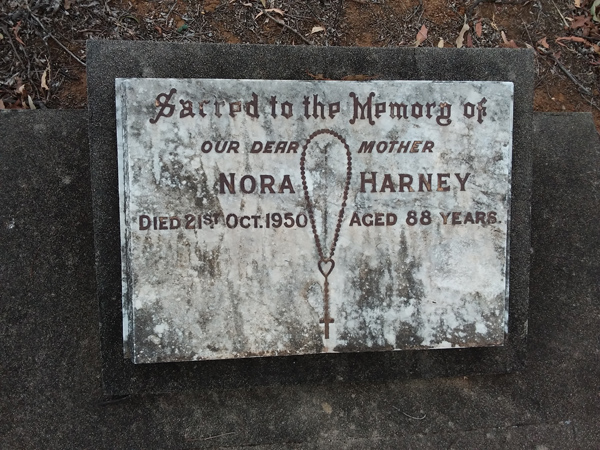 Sacred to the Memory of
OUR DEAR MOTHER
NORA HARNEY
DIED 21ST OCT. 1950 AGED 88 YEARS.